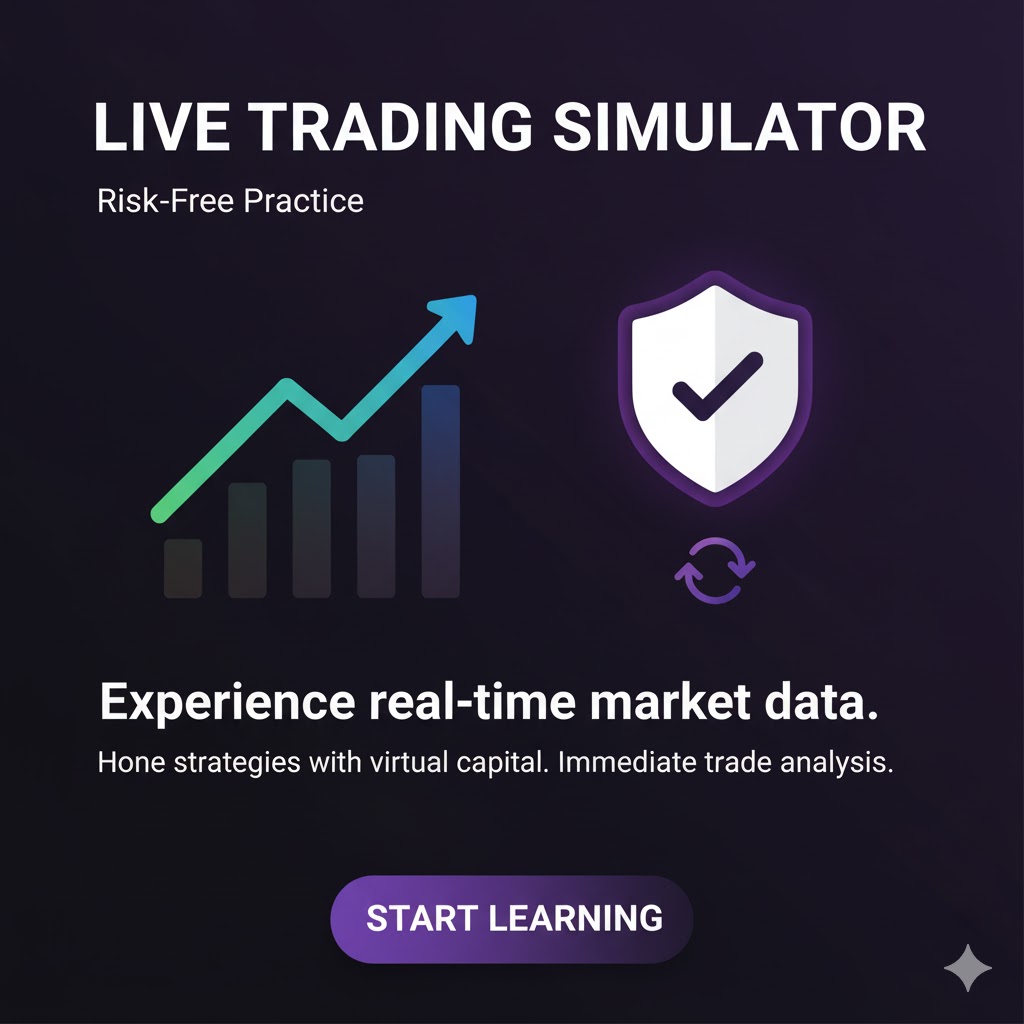 LIVE TRADING SIMULATOR
Risk-Free Practice
Experience real-time market data.
Hone strategies with virtual capital. Immediate trade analysis.
START LEARNING